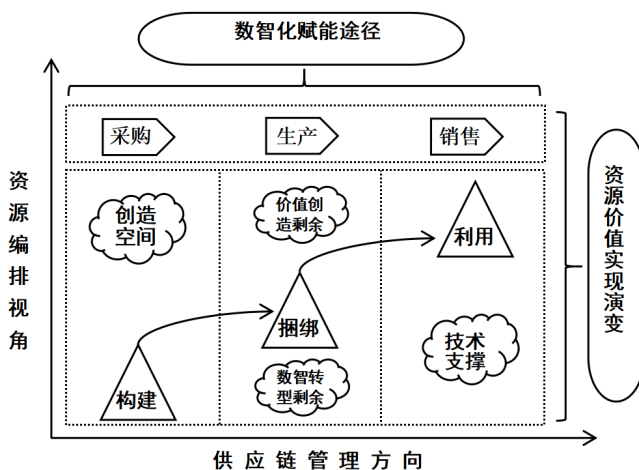 数智化赋能途径
采购
生产
销售
资源编排视角
创造
空间
价值创
造剩余
利用
资源价值实现演变
捆绑
技术
支撑
数智转
型剩余
构建
供应链管理方向